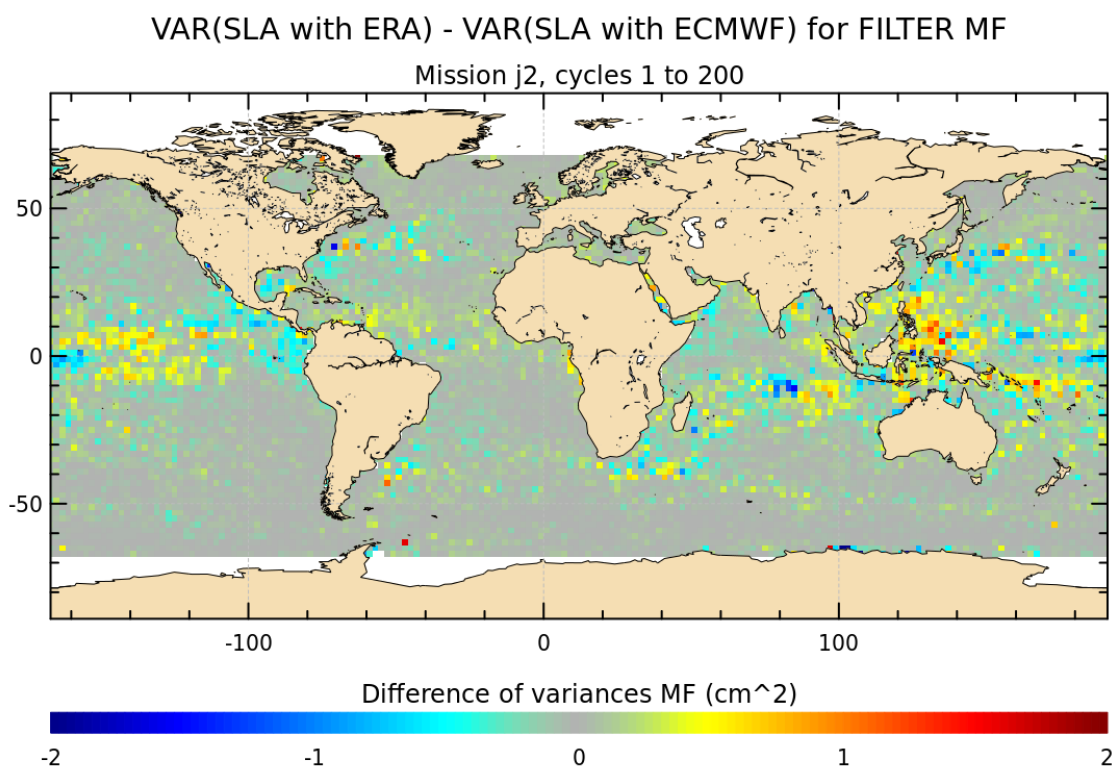 VAR(SLA with ERA) - VAR(SLA with ECMWF) for FILTER MF
Mission j2, cycles 1 to 200
50
0
-50
-100 0 100
Difference of variances MF (cm^2)
-2 -1 0 1 2